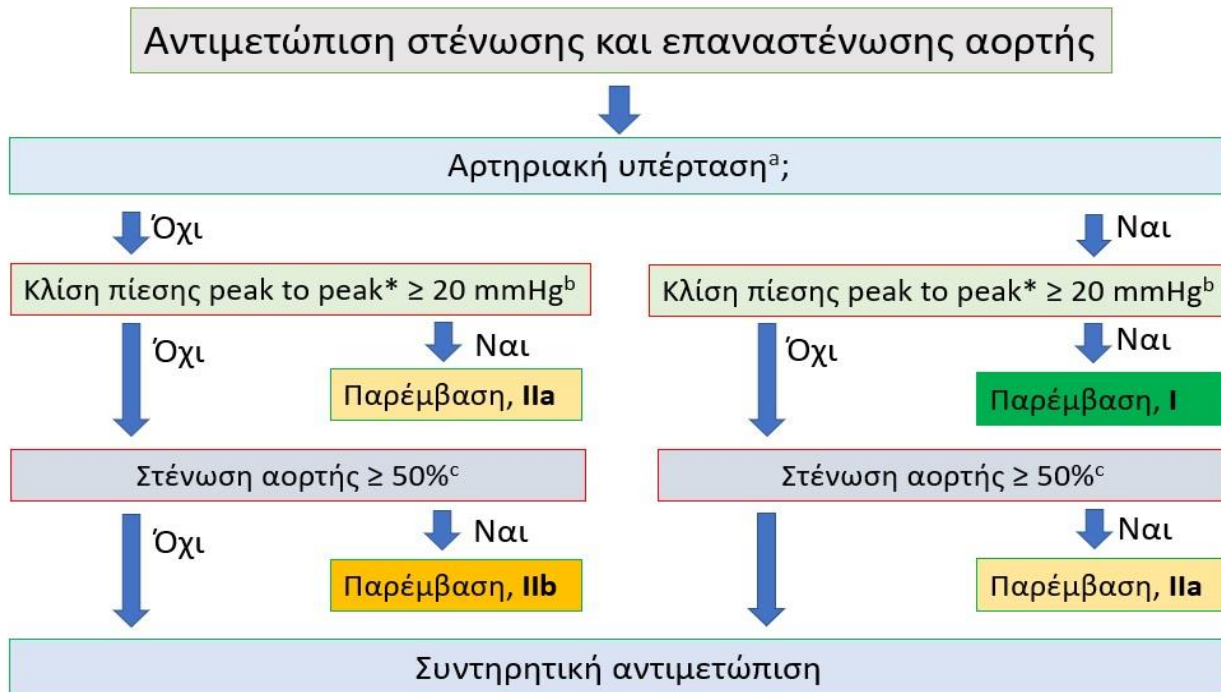 Αντιμετώπιση στένωσης και επαναστένωσης αορτής
Αρτηριακή υπέρτασηᵃ;
Όχι
Ναι
Κλίση πίεσης peak to peak* ≥ 20 mmHgᵇ
Κλίση πίεσης peak to peak* ≥ 20 mmHgᵇ
Όχι
Ναι
Όχι
Ναι
Παρέμβαση, IIa
Παρέμβαση, I
Στένωση αορτής ≥ 50%ᶜ
Στένωση αορτής ≥ 50%ᶜ
Όχι
Ναι
Ναι
Παρέμβαση, IIb
Παρέμβαση, IIa
Συντηρητική αντιμετώπιση